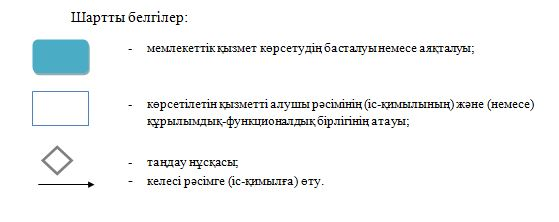 Шартты белгілер:
- мемлекеттік қызмет көрсетудің басталуы немесе аяқталуы;
- көрсетілетін қызметті алушы рәсімінің (іс-қимылының) және (немесе)
құрылымдық-функционалдық бірлігінің атауы;
- таңдау нұсқасы;
- келесі рәсімге (іс-қимылға) өту.